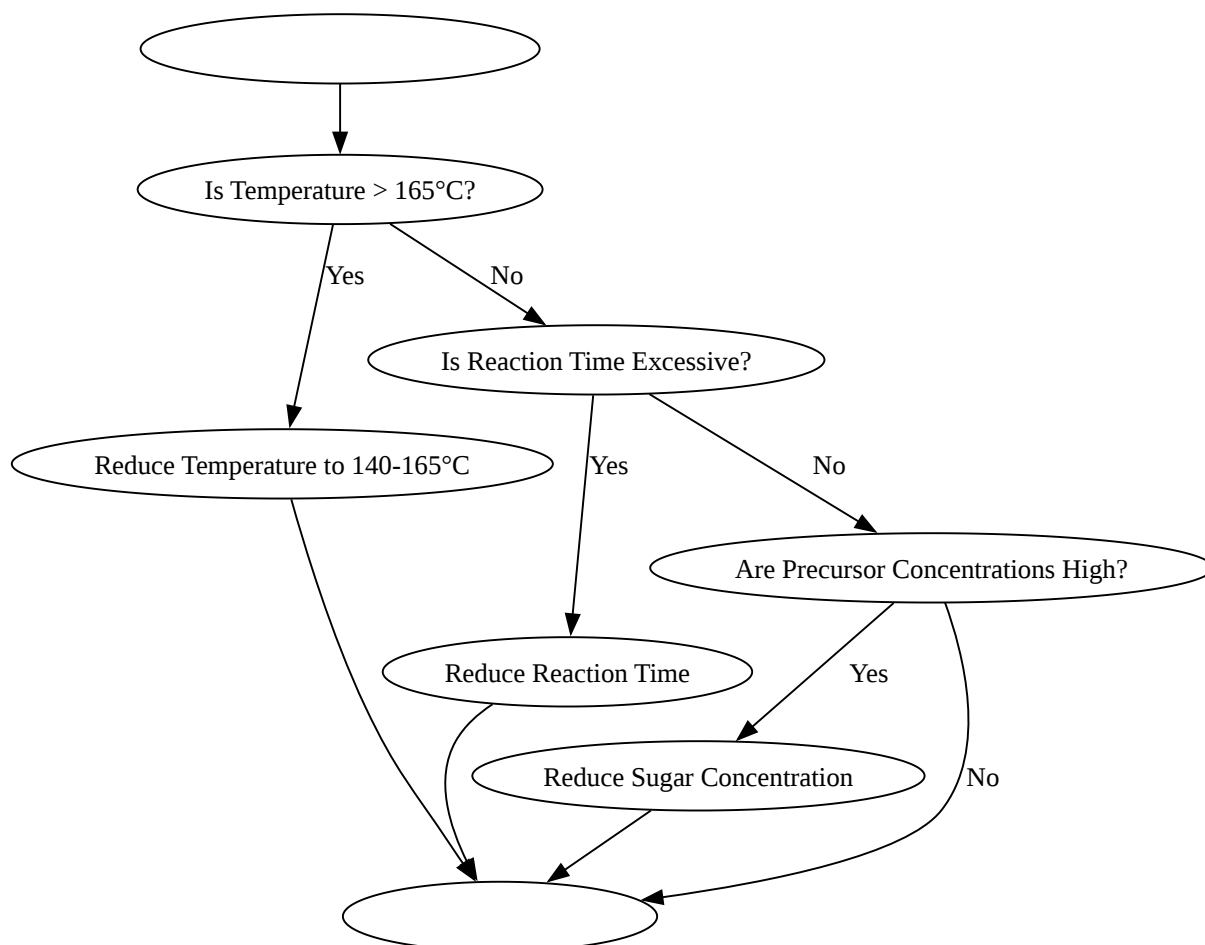 Is Temperature > 165°C?
Yes
No
Is Reaction Time Excessive?
Reduce Temperature to 140-165°C
Yes
No
Are Precursor Concentrations High?
Reduce Reaction Time
Yes
Reduce Sugar Concentration
No